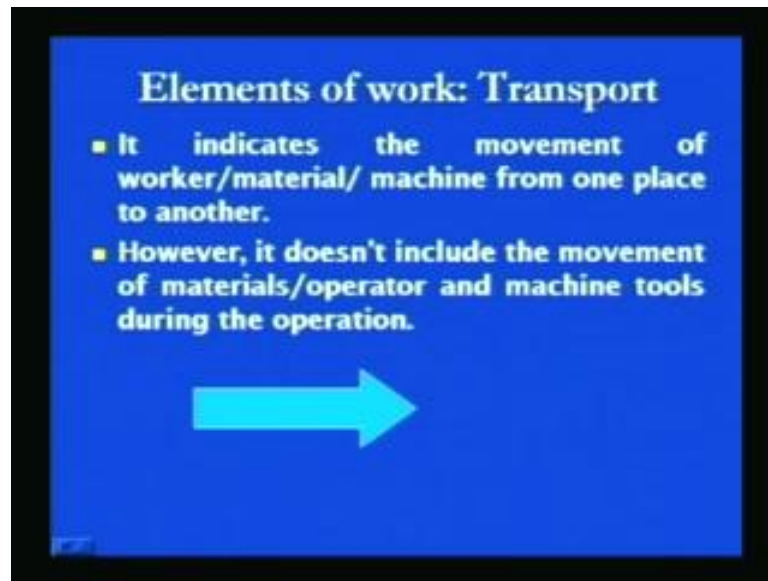 Elements of work: Transport
It indicates the movement of
worker/material/ machine from one place
to another.
However, it doesn't include the movement
of materials/operator and machine tools
during the operation.